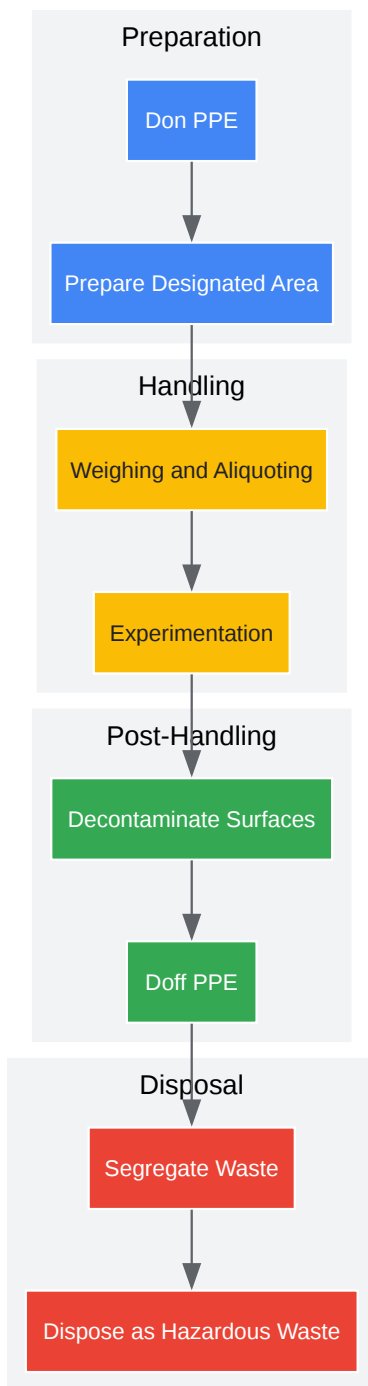 Preparation
Don PPE
Prepare Designated Area
Handling
Weighing and Aliquoting
Experimentation
Post-Handling
Decontaminate Surfaces
Doff PPE
Disposal
Segregate Waste
Dispose as Hazardous Waste